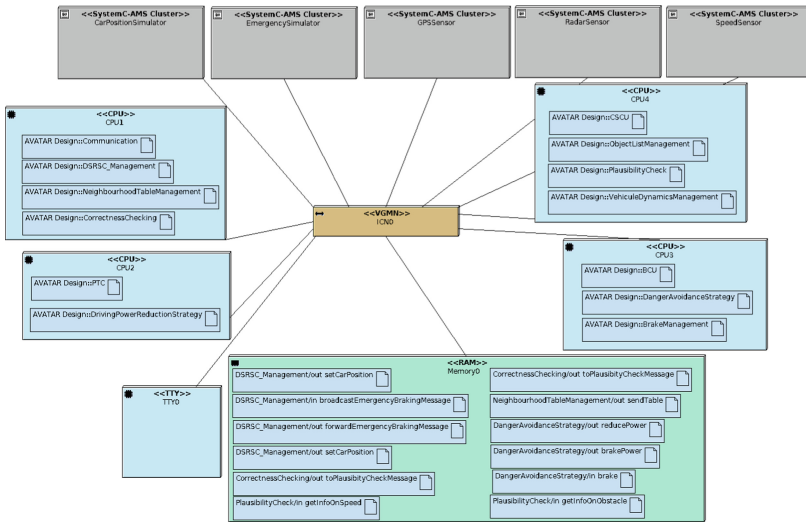 <<SystemC-AMS Cluster>>
CarPositionSimulator
<<SystemC-AMS Cluster>>
EmergencySimulator
<<SystemC-AMS Cluster>>
GPSSensor
<<SystemC-AMS Cluster>>
RadarSensor
<<SystemC-AMS Cluster>>
SpeedSensor
<<CPU>>
CPU1
AVATAR Design::Communication
AVATAR Design::DSRSC_Management
AVATAR Design::NeighbourhoodTableManagement
AVATAR Design::CorrectnessChecking
<<CPU>>
CPU4
AVATAR Design::CSCU
AVATAR Design::ObjectListManagement
AVATAR Design::PlausibilityCheck
AVATAR Design::VehiculeDynamicsManagement
<<VGMN>>
ICN0
<<CPU>>
CPU2
AVATAR Design::PTC
AVATAR Design::DrivingPowerReductionStrategy
<<CPU>>
CPU3
AVATAR Design::BCU
AVATAR Design::DangerAvoidanceStrategy
AVATAR Design::BrakeManagement
<<TTY>>
TTY0
<<RAM>>
Memory0
DSRSC_Management/out setCarPosition
DSRSC_Management/in broadcastEmergencyBrakingMessage
DSRSC_Management/out forwardEmergencyBrakingMessage
DSRSC_Management/out setCarPosition
CorrectnessChecking/out toPlausibityCheckMessage
PlausibilityCheck/in getInfoOnSpeed
CorrectnessChecking/out toPlausibityCheckMessage
NeighbourhoodTableManagement/out sendTable
DangerAvoidanceStrategy/out reducePower
DangerAvoidanceStrategy/out brakePower
DangerAvoidanceStrategy/in brake
PlausibilityCheck/in getInfoOnObstacle